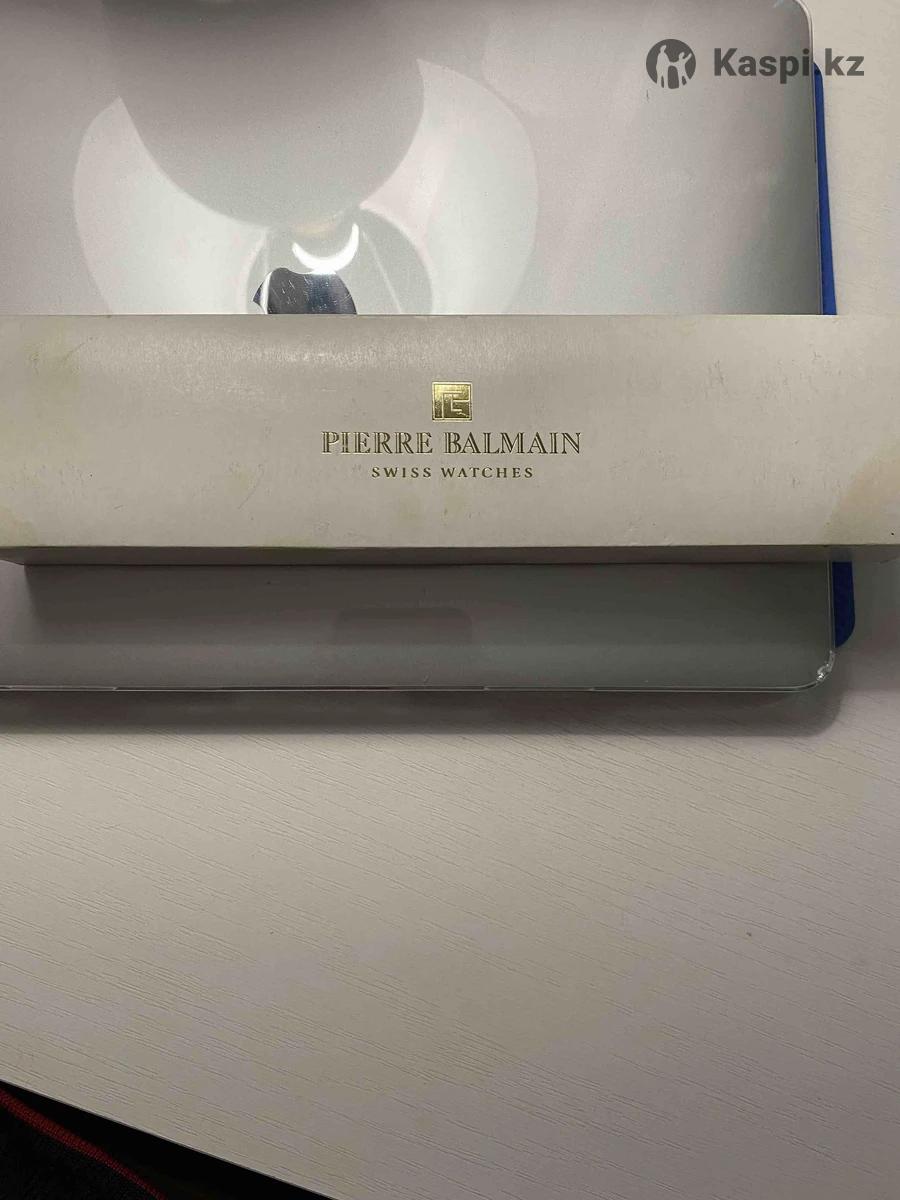 Kaspi.kz
PIERRE BALMAIN
SWISS WATCHES